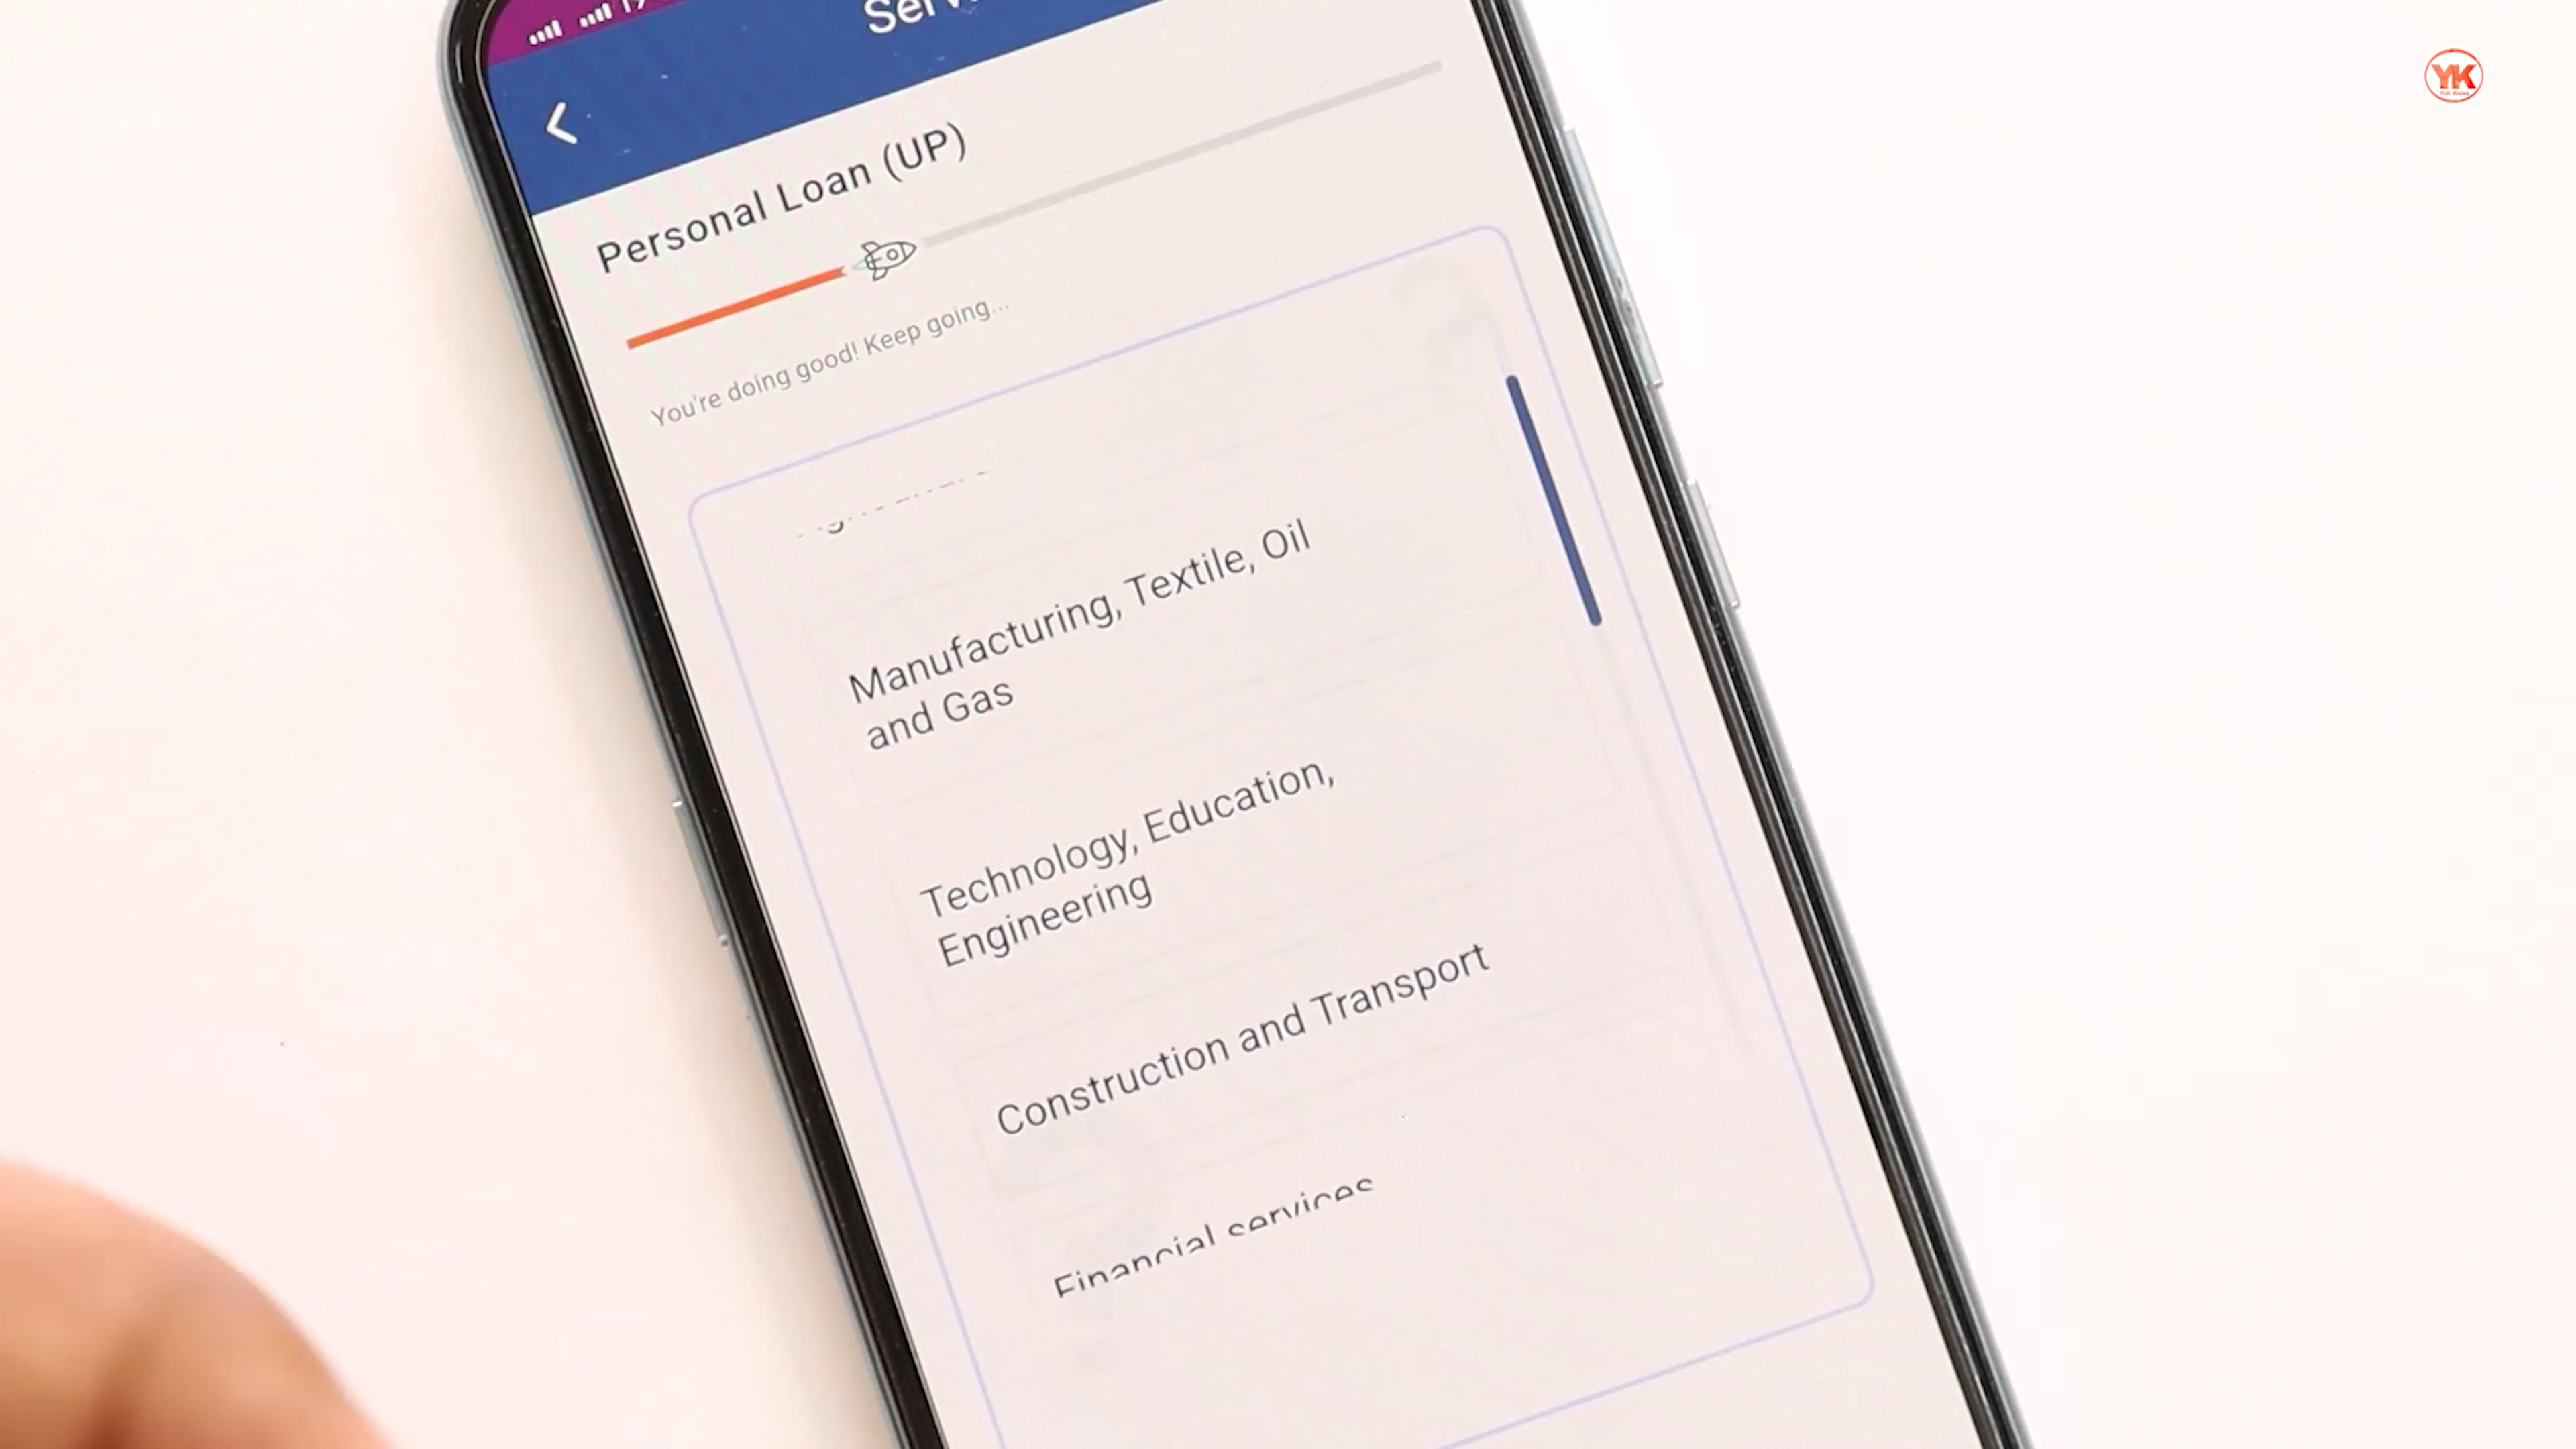 YK
Personal Loan (UP)
You're doing good! Keep going...
Manufacturing, Textile, Oil
and Gas
Technology, Education,
Engineering
Construction and Transport
Financial services